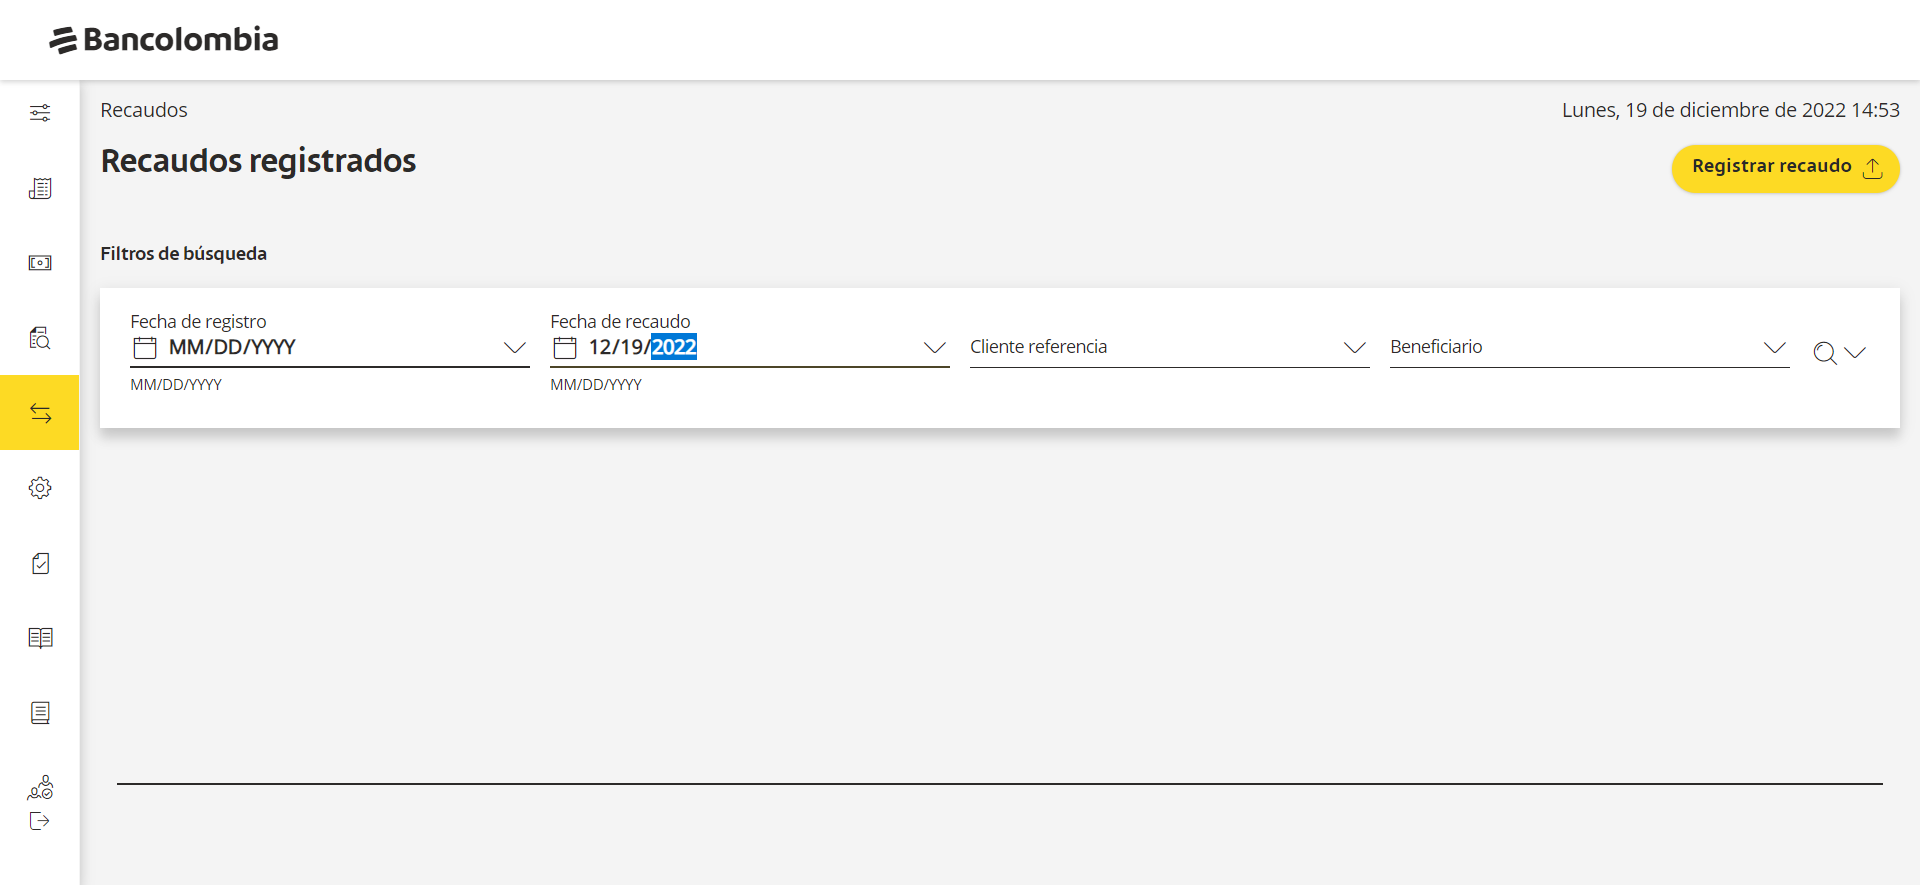 Bancolombia
Recaudos
Lunes, 19 de diciembre de 2022 14:53
Recaudos registrados
Registrar recaudo
Filtros de búsqueda
Fecha de registro
MM/DD/YYYY
MM/DD/YYYY
Fecha de recaudo
12/19/2022
MM/DD/YYYY
Cliente referencia
Beneficiario